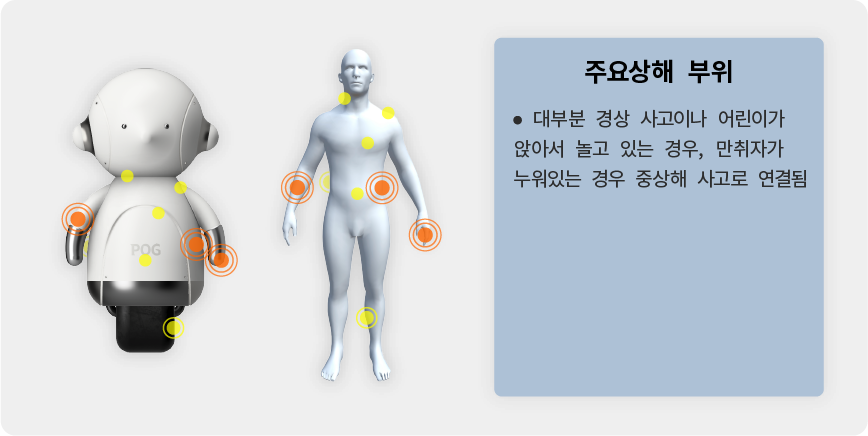 주요상해 부위
● 대부분 경상 사고이나 어린이가
앉아서 놀고 있는 경우, 만취자가
누워있는 경우 중상해 사고로 연결됨
POG